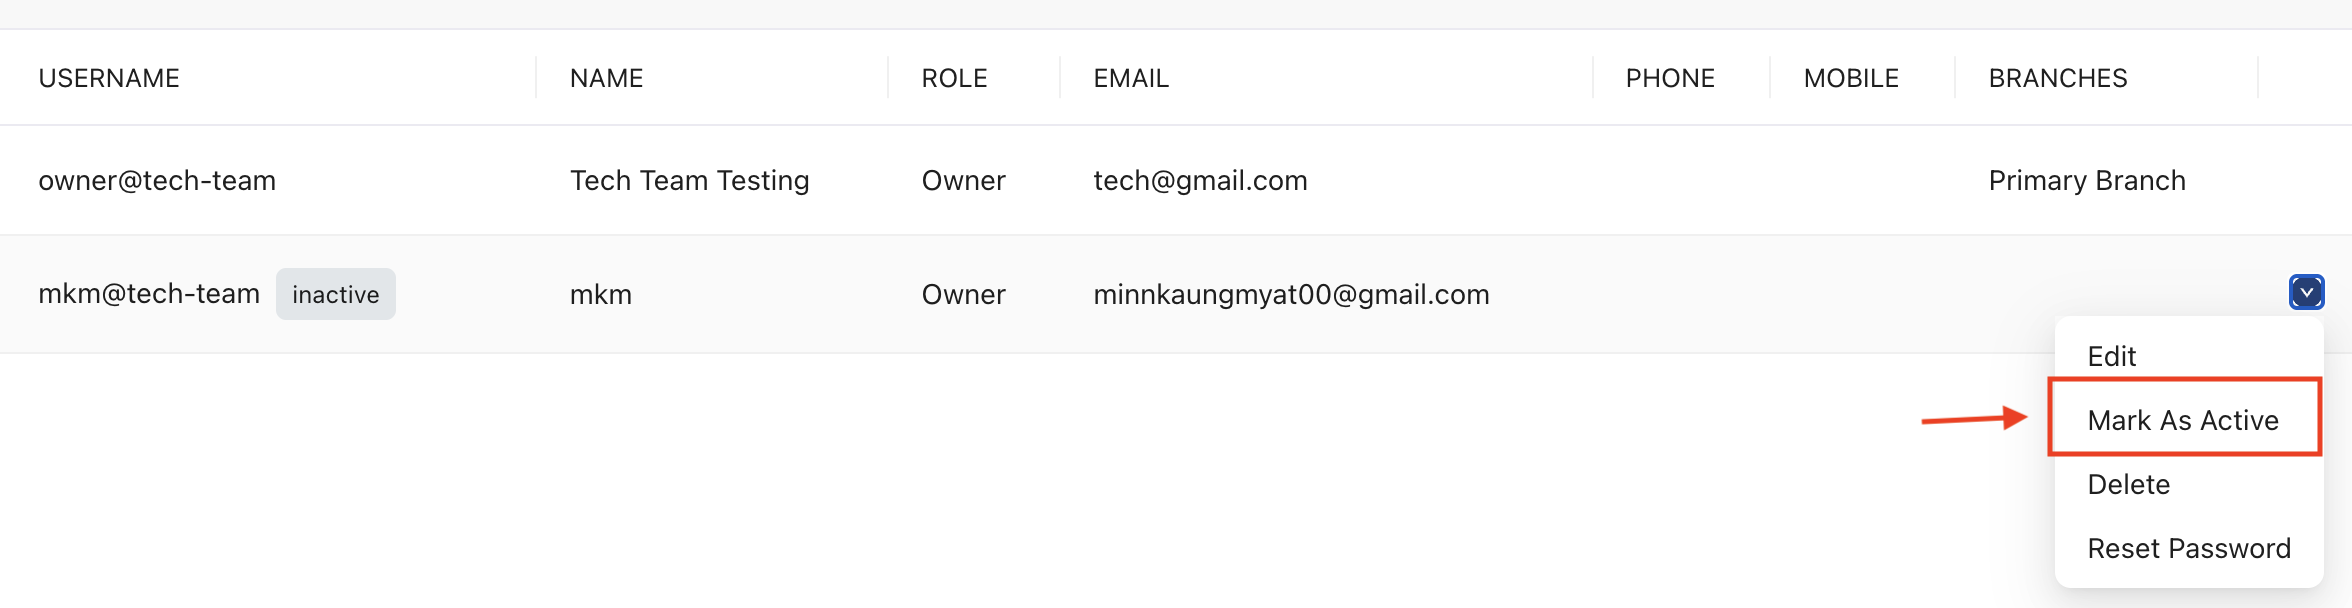 USERNAME NAME ROLE EMAIL PHONE MOBILE BRANCHES
owner@tech-team Tech Team Testing Owner tech@gmail.com Primary Branch
mkm@tech-team inactive mkm Owner minnkaungmyat00@gmail.com
Edit
Mark As Active
Delete
Reset Password